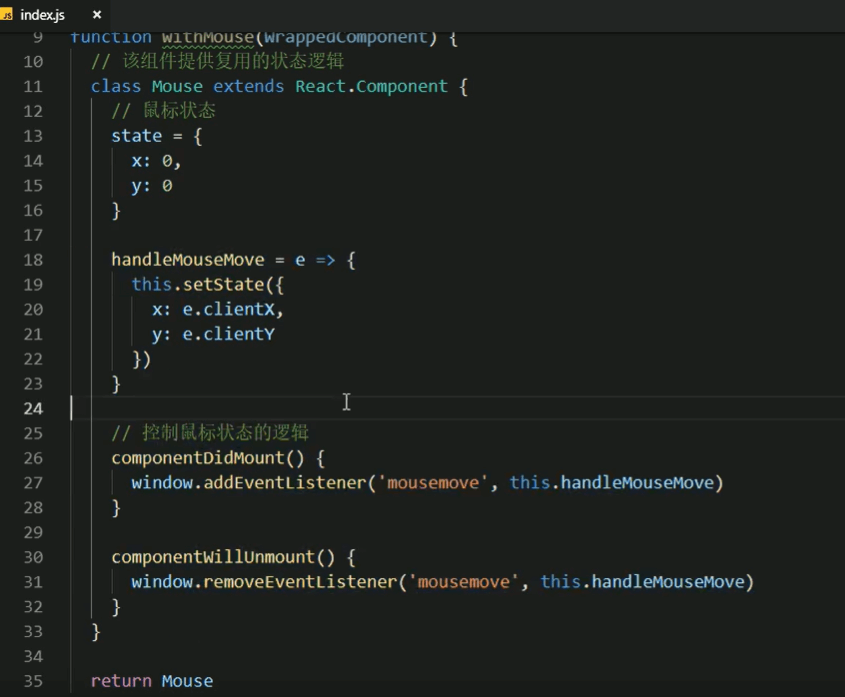 JS index.js ×
9 function withMouse(WrappedComponent) {
10 // 该组件提供复用的状态逻辑
11 class Mouse extends React.Component {
12 // 鼠标状态
13 state = {
14 x: 0,
15 y: 0
16 }
17
18 handleMouseMove = e => {
19 this.setState({
20 x: e.clientX,
21 y: e.clientY
22 })
23 }
24
25 // 控制鼠标状态的逻辑
26 componentDidMount() {
27 window.addEventListener('mousemove', this.handleMouseMove)
28 }
29
30 componentWillUnmount() {
31 window.removeEventListener('mousemove', this.handleMouseMove)
32 }
33 }
34
35 return Mouse